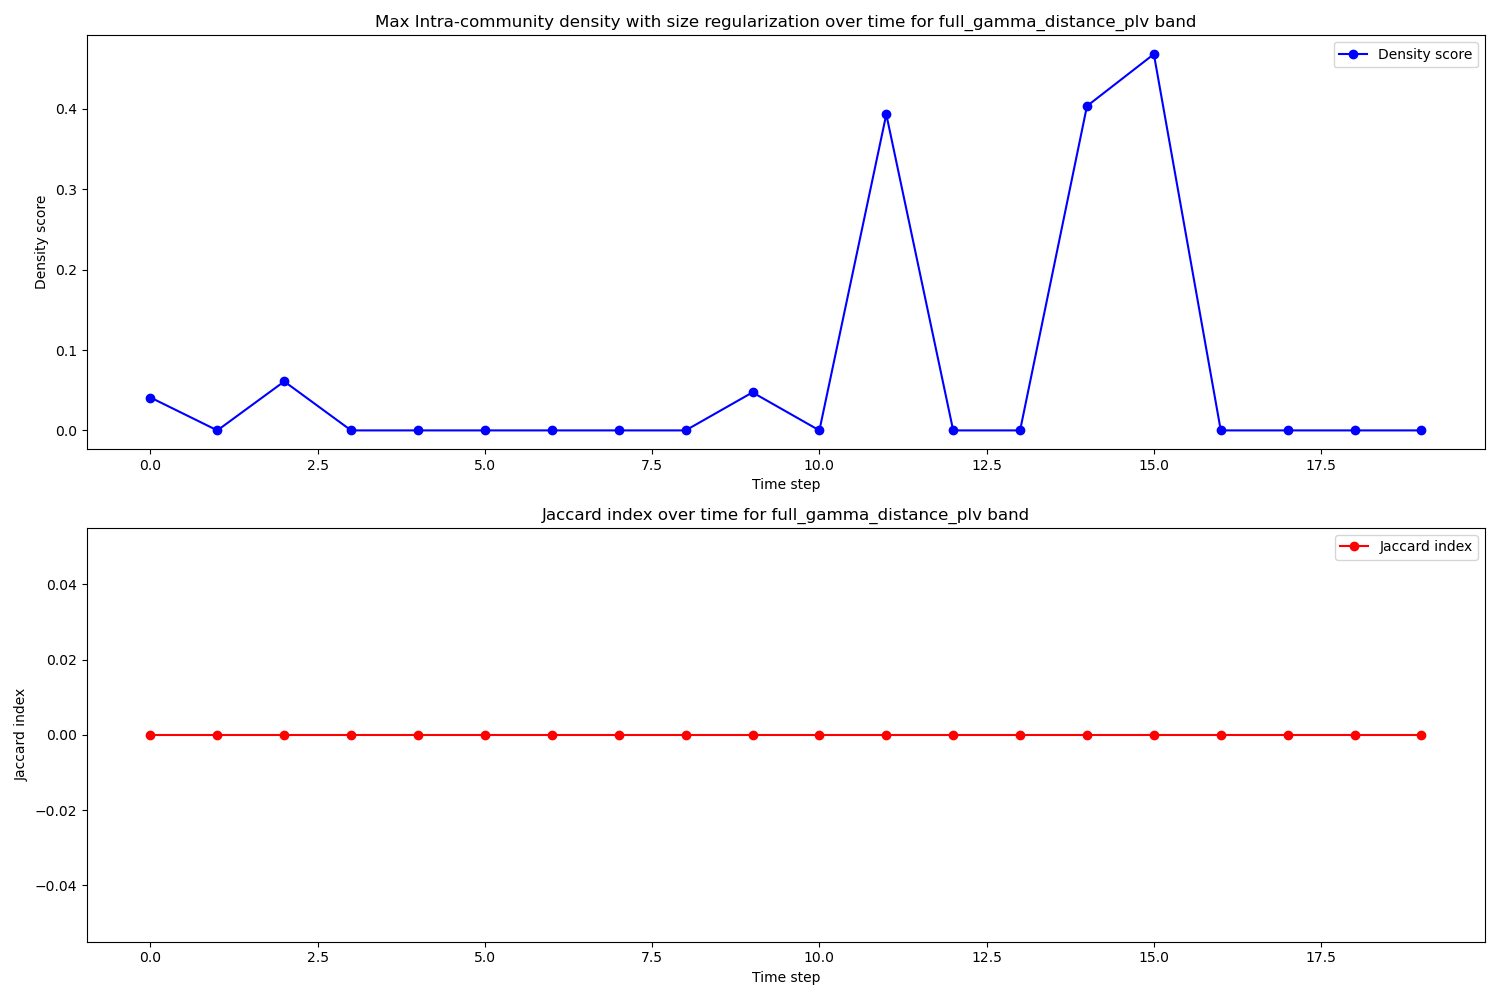 Max Intra-community density with size regularization over time for full_gamma_distance_plv band
Density score
0.4
0.3
0.2
0.1
0.0
Density score
0.0 2.5 5.0 7.5 10.0 12.5 15.0 17.5
Time step
Jaccard index over time for full_gamma_distance_plv band
Jaccard index
0.04
0.02
0.00
−0.02
−0.04
Jaccard index
0.0 2.5 5.0 7.5 10.0 12.5 15.0 17.5
Time step